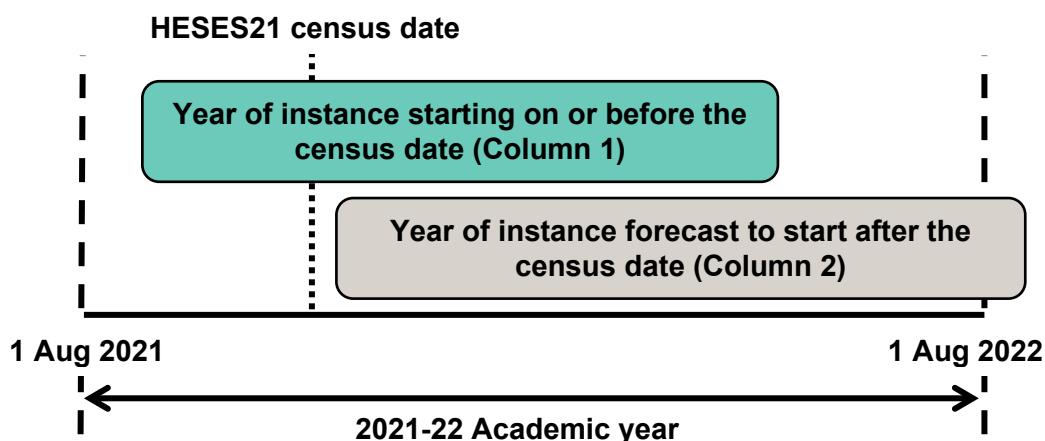 HESES21 census date
Year of instance starting on or before the
census date (Column 1)
Year of instance forecast to start after the
census date (Column 2)
1 Aug 2021
1 Aug 2022
2021-22 Academic year